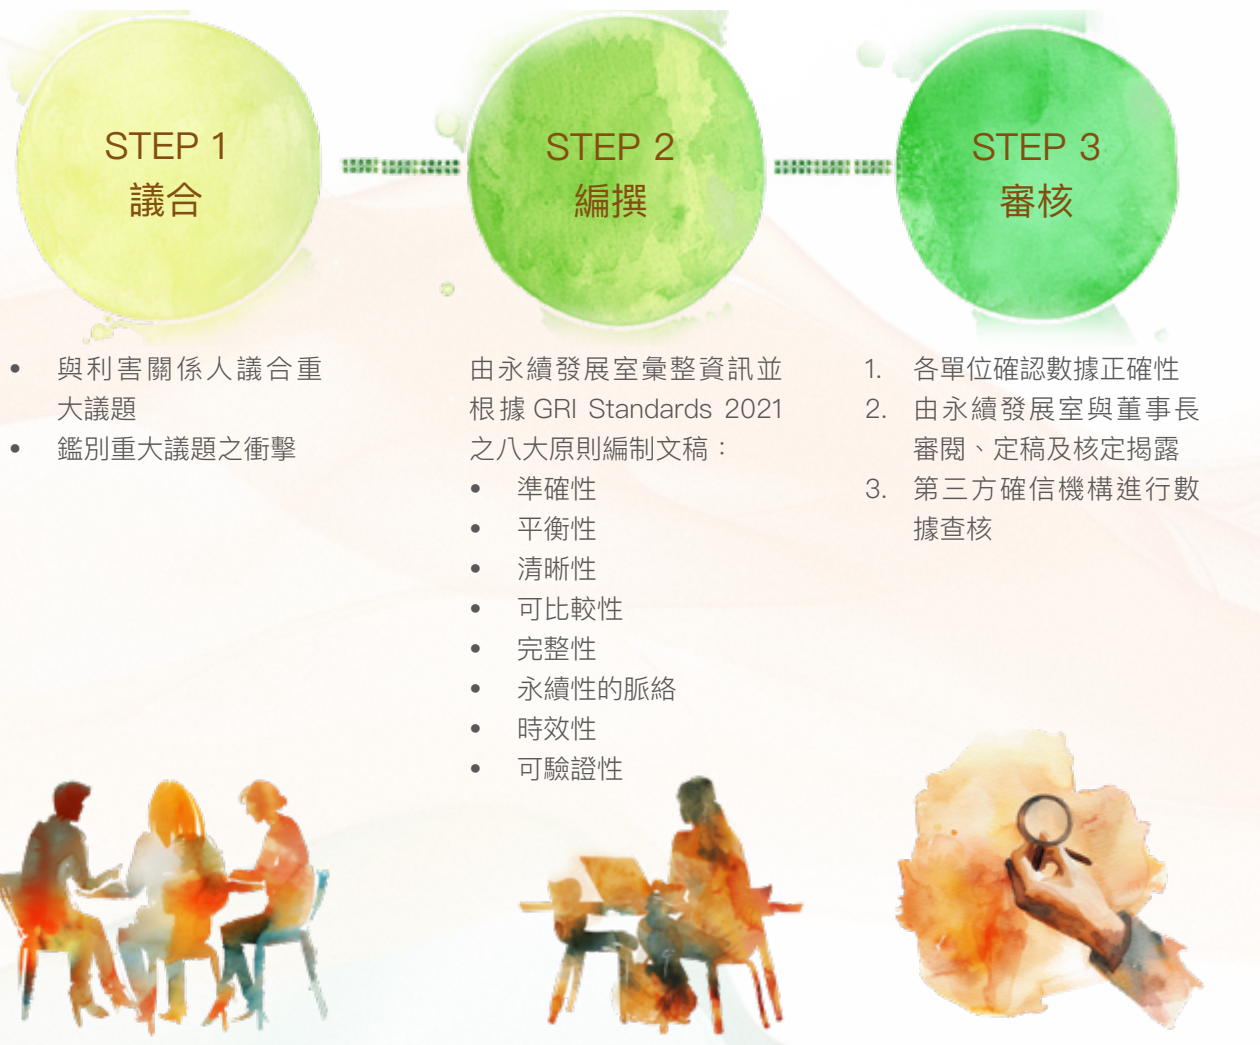 STEP 1
議合
• 與利害關係人議合重
大議題
• 鑑別重大議題之衝擊
STEP 2
編撰
由永續發展室彙整資訊並
根據 GRI Standards 2021
之八大原則編制文稿：
• 準確性
• 平衡性
• 清晰性
• 可比較性
• 完整性
• 永續性的脈絡
• 時效性
• 可驗證性
STEP 3
審核
1. 各單位確認數據正確性
2. 由永續發展室與董事長
審閱、定稿及核定揭露
3. 第三方確信機構進行數
據查核